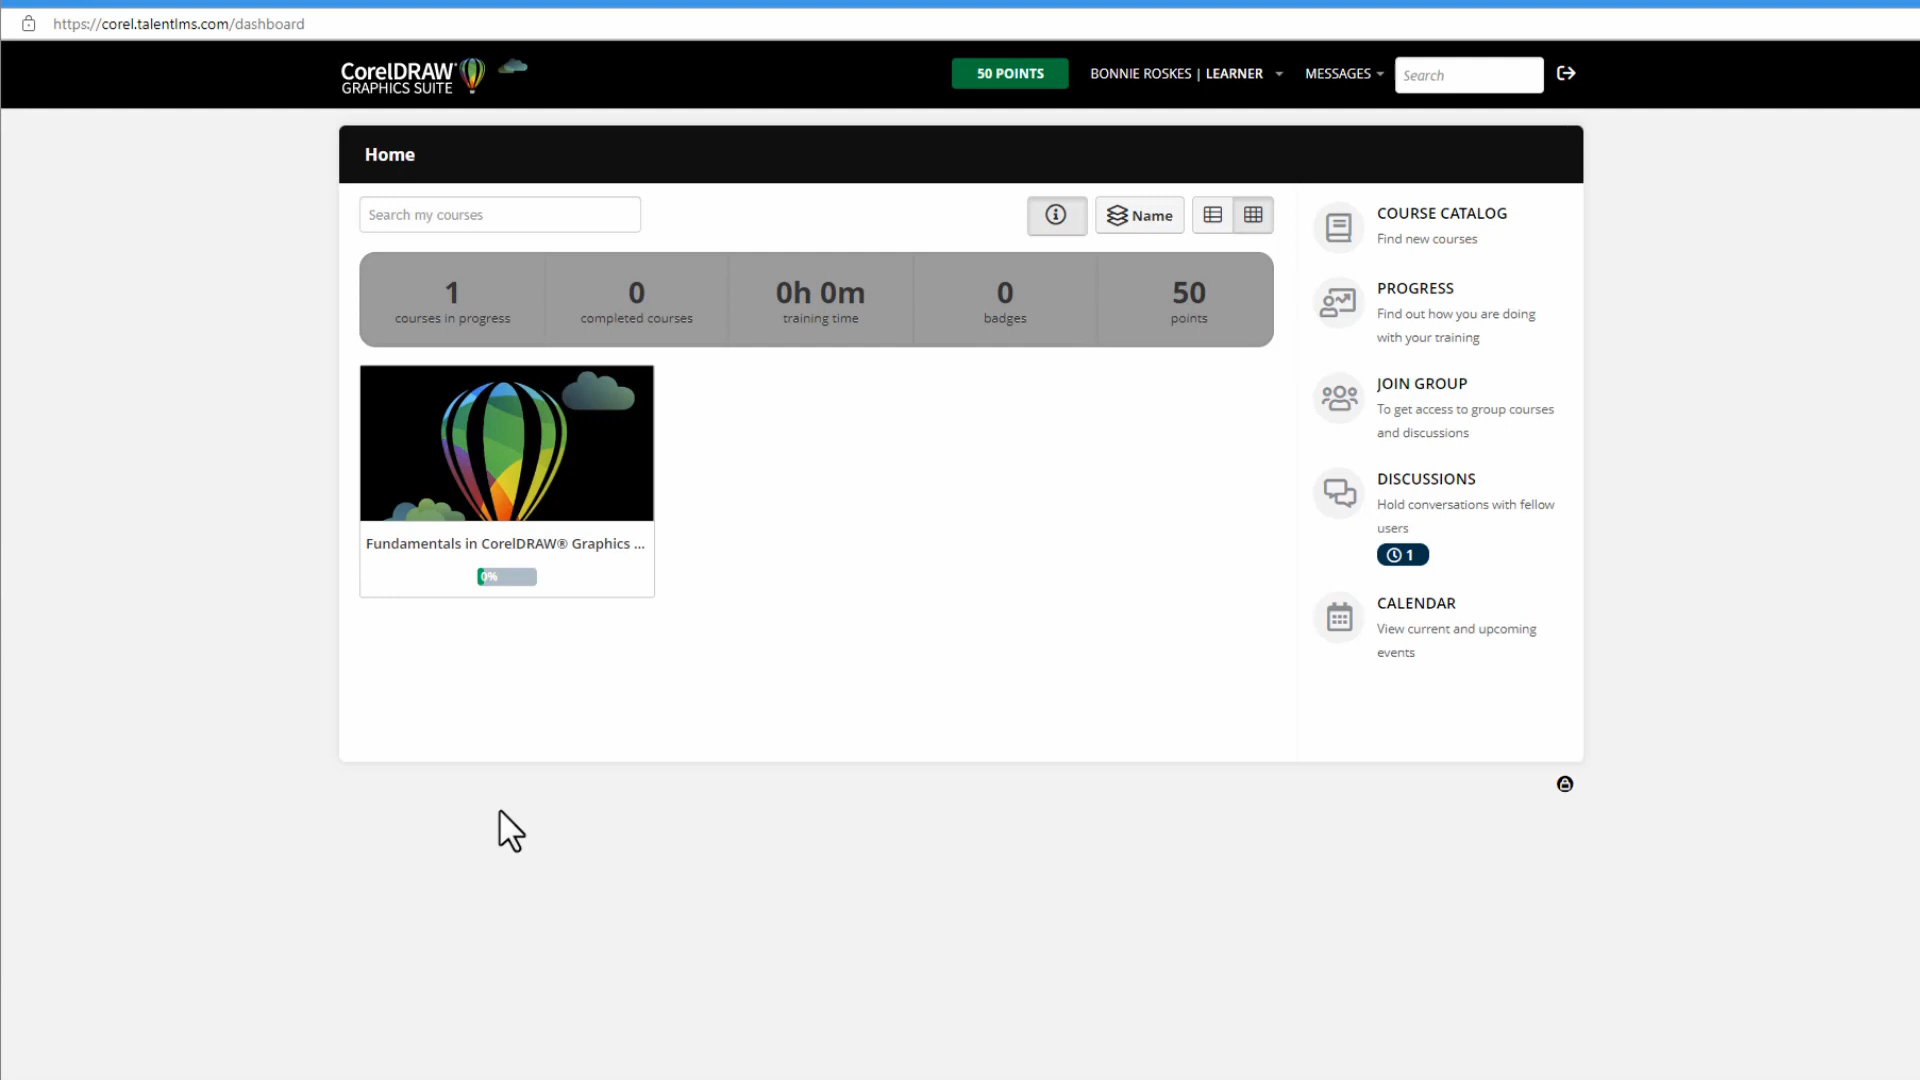 https://corel.talentlms.com/dashboard
CorelDRAW®
GRAPHICS SUITE
50 POINTS
BONNIE ROSKES | LEARNER
MESSAGES
Search
Home
Search my courses
Name
1
courses in progress
0
completed courses
0h 0m
training time
0
badges
50
points
Fundamentals in CorelDRAW® Graphics ...
0%
COURSE CATALOG
Find new courses
PROGRESS
Find out how you are doing
with your training
JOIN GROUP
To get access to group courses
and discussions
DISCUSSIONS
Hold conversations with fellow
users
1
CALENDAR
View current and upcoming
events